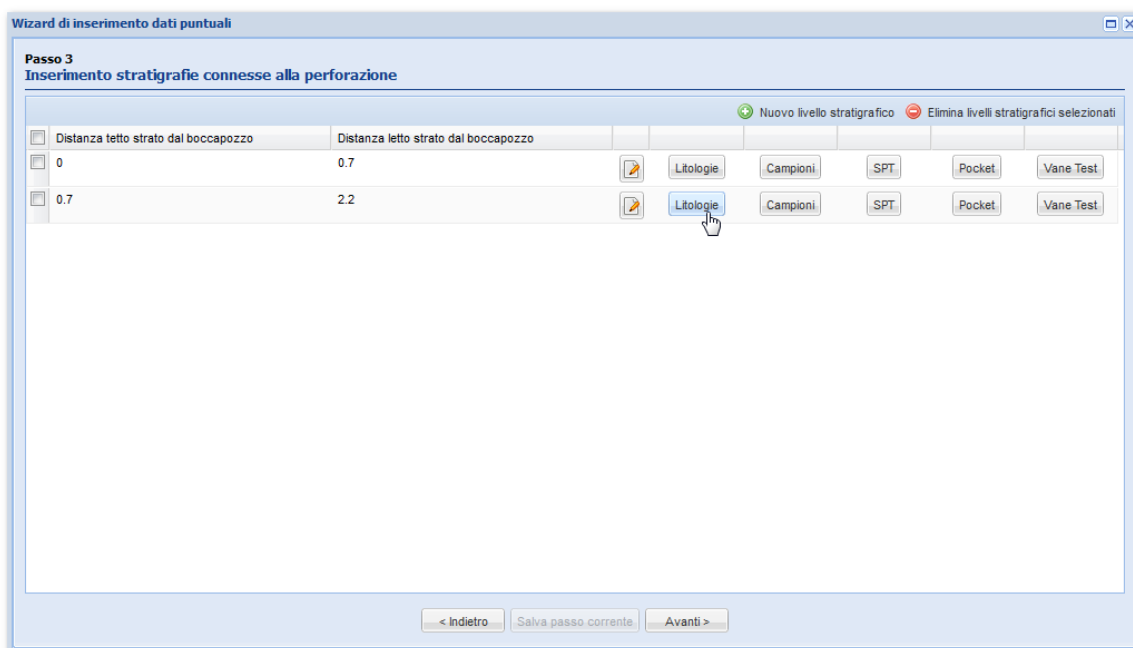 Wizard di inserimento dati puntuali
Passo 3
Inserimento stratigrafie connesse alla perforazione
Nuovo livello stratigrafico Elimina livelli stratigrafici selezionati
Distanza tetto strato dal boccapozzo Distanza letto strato dal boccapozzo
0 0.7 Litologie Campioni SPT Pocket Vane Test
0.7 2.2 Litologie Campioni SPT Pocket Vane Test
< Indietro Salva passo corrente Avanti >